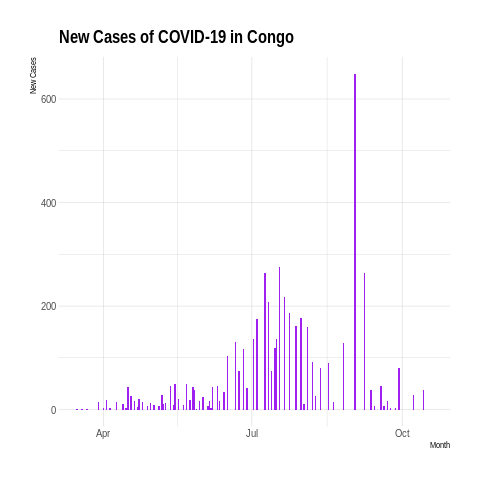 New Cases of COVID-19 in Congo
New Cases
600
400
200
0
Apr
Jul
Oct
Month